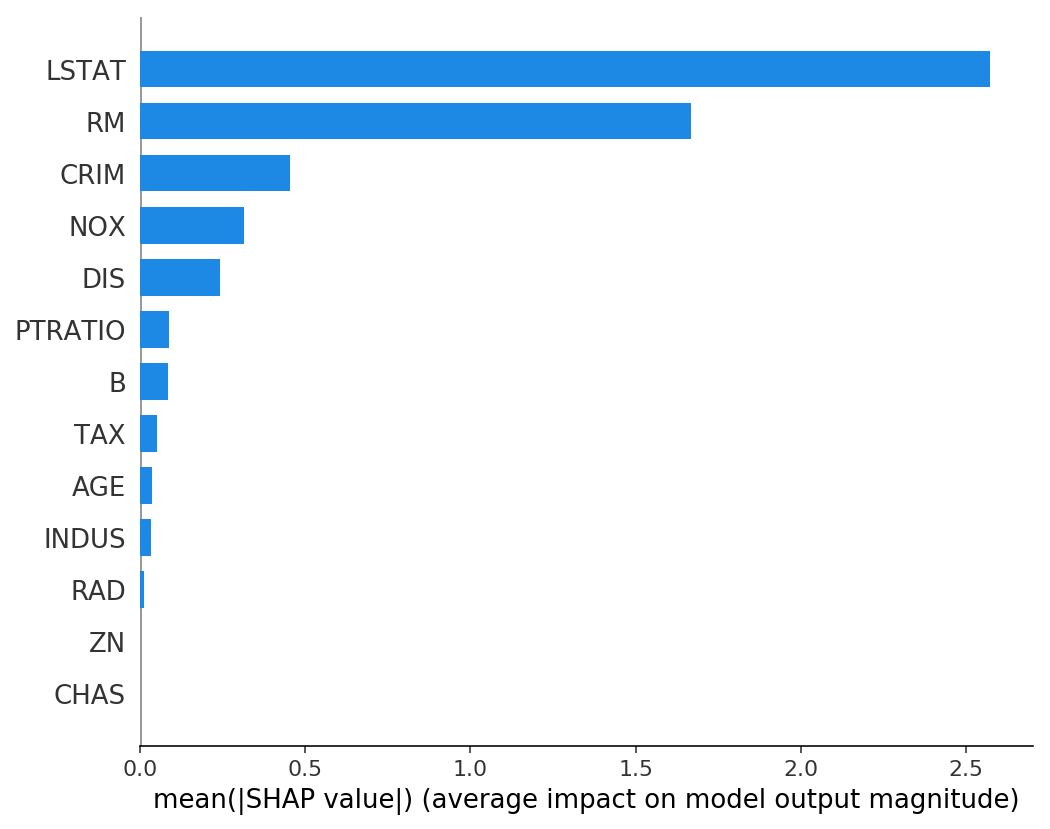 LSTAT
RM
CRIM
NOX
DIS
PTRATIO
B
TAX
AGE
INDUS
RAD
ZN
CHAS
0.0 0.5 1.0 1.5 2.0 2.5
mean(|SHAP value|) (average impact on model output magnitude)